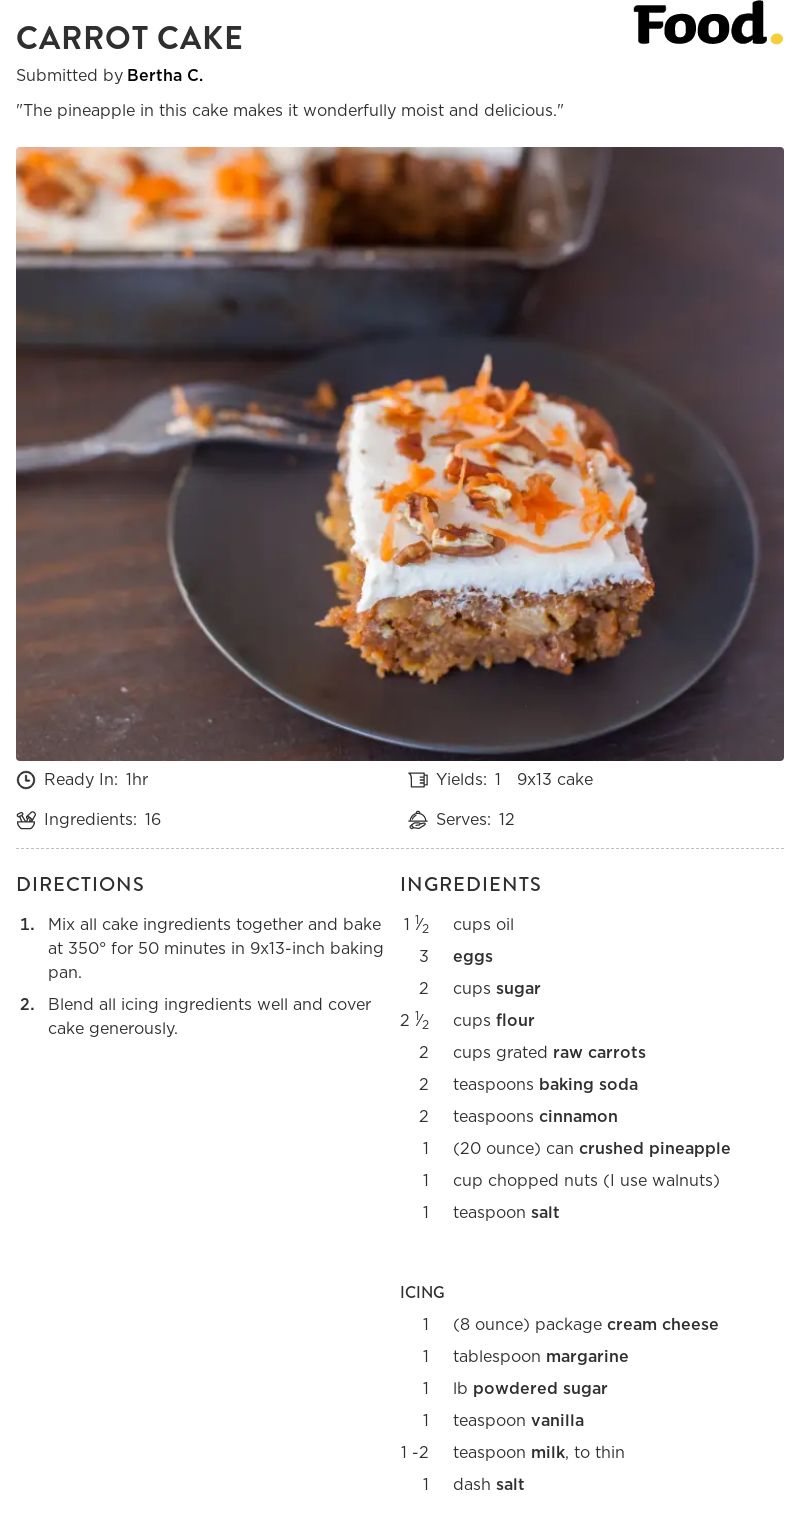 CARROT CAKE
Food.
Submitted by Bertha C.
"The pineapple in this cake makes it wonderfully moist and delicious."
Ready In: 1hr
Yields: 1 9x13 cake
Ingredients: 16
Serves: 12
DIRECTIONS
1. Mix all cake ingredients together and bake
at 350° for 50 minutes in 9x13-inch baking
pan.
2. Blend all icing ingredients well and cover
cake generously.
INGREDIENTS
1 1⁄2 cups oil
3 eggs
2 cups sugar
2 1⁄2 cups flour
2 cups grated raw carrots
2 teaspoons baking soda
2 teaspoons cinnamon
1 (20 ounce) can crushed pineapple
1 cup chopped nuts (I use walnuts)
1 teaspoon salt
ICING
1 (8 ounce) package cream cheese
1 tablespoon margarine
1 lb powdered sugar
1 teaspoon vanilla
1 -2 teaspoon milk, to thin
1 dash salt